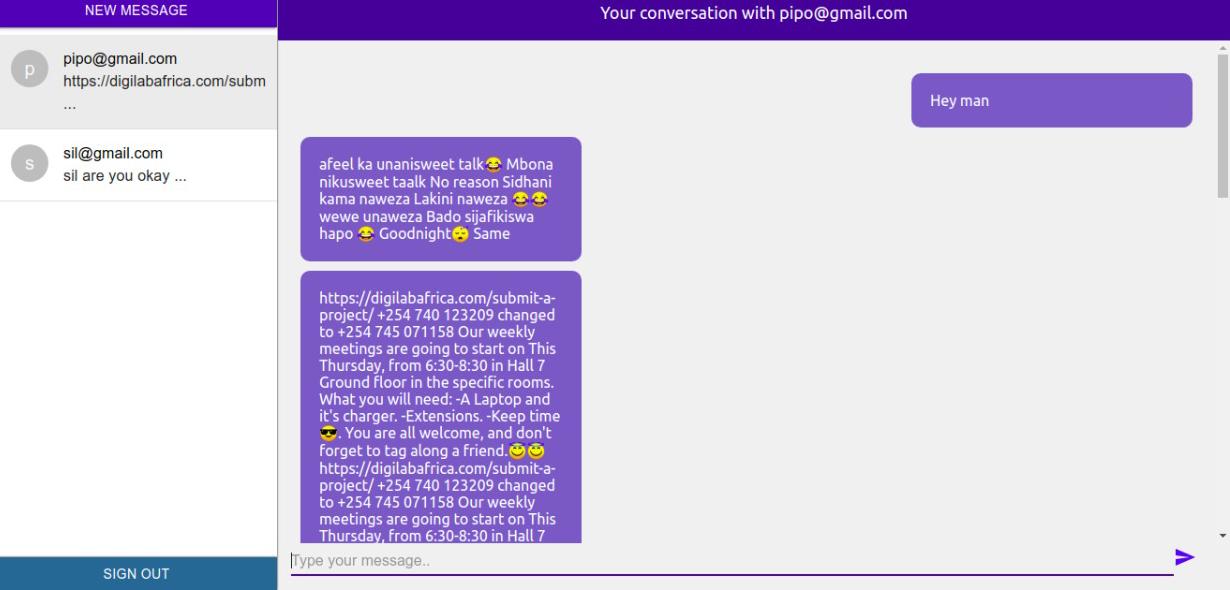 NEW MESSAGE
p
pipo@gmail.com
https://digilabafrica.com/subm
...
s
sil@gmail.com
sil are you okay ...
SIGN OUT
Your conversation with pipo@gmail.com
Hey man
afeel ka unanisweet talk😂 Mbona
nikusweet taalk No reason Sidhani
kama naweza Lakini naweza 😂😂
wewe unaweza Bado sijafikiswa
hapo 😂 Goodnight😴 Same
https://digilabafrica.com/submit-a-
project/ +254 740 123209 changed
to +254 745 071158 Our weekly
meetings are going to start on This
Thursday, from 6:30-8:30 in Hall 7
Ground floor in the specific rooms.
What you will need: -A Laptop and
it's charger. -Extensions. -Keep time
😎. You are all welcome, and don't
forget to tag along a friend.😇😇
https://digilabafrica.com/submit-a-
project/ +254 740 123209 changed
to +254 745 071158 Our weekly
meetings are going to start on This
Thursday, from 6:30-8:30 in Hall 7
Type your message..